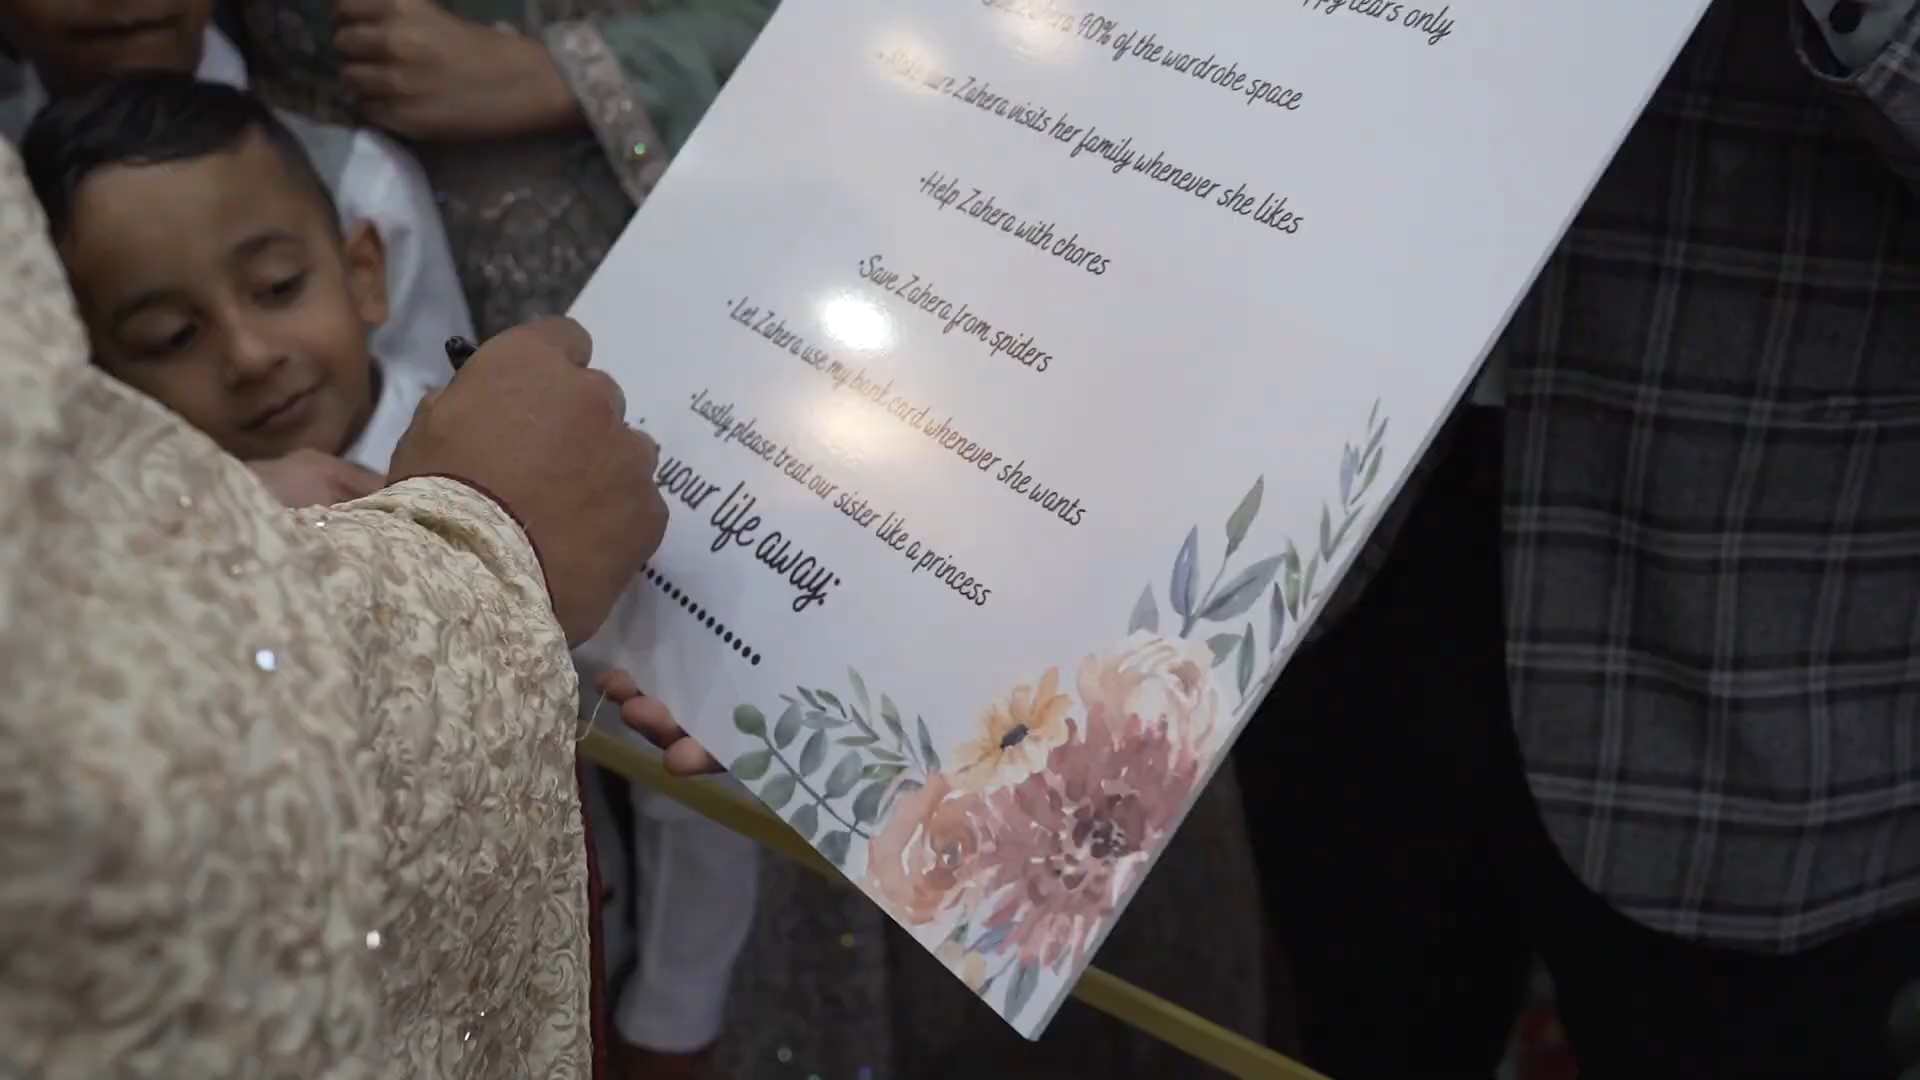 tears only
90% of the wardrobe space
Zahera visits her family whenever she likes
•Help Zahera with chores
•Save Zahera from spiders
•Let Zahera use my bank card whenever she wants
•Lastly please treat our sister like a princess
your life away: